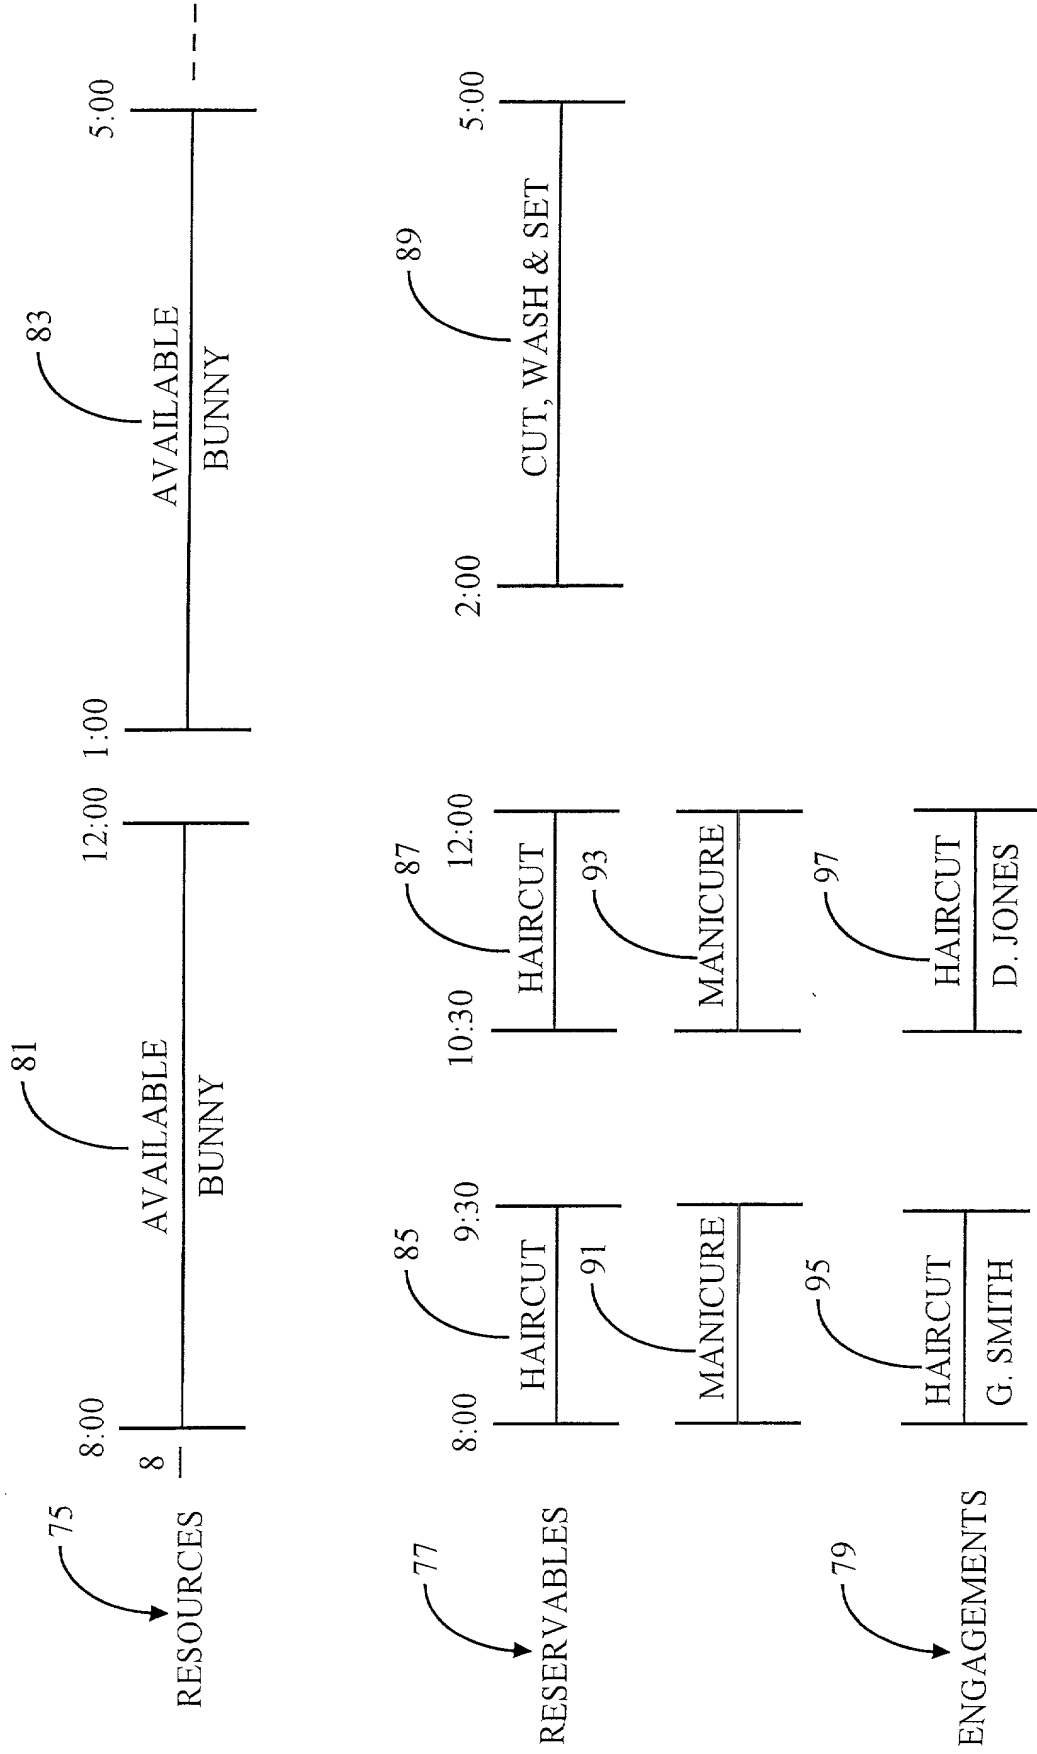 75
RESOURCES
8
8:00
81
AVAILABLE
BUNNY
12:00
1:00
83
AVAILABLE
BUNNY
5:00
77
RESERVABLES
8:00
85
HAIRCUT
9:30
10:30
87
HAIRCUT
12:00
2:00
89
CUT, WASH & SET
5:00
91
MANICURE
93
MANICURE
79
ENGAGEMENTS
95
HAIRCUT
G. SMITH
97
HAIRCUT
D. JONES